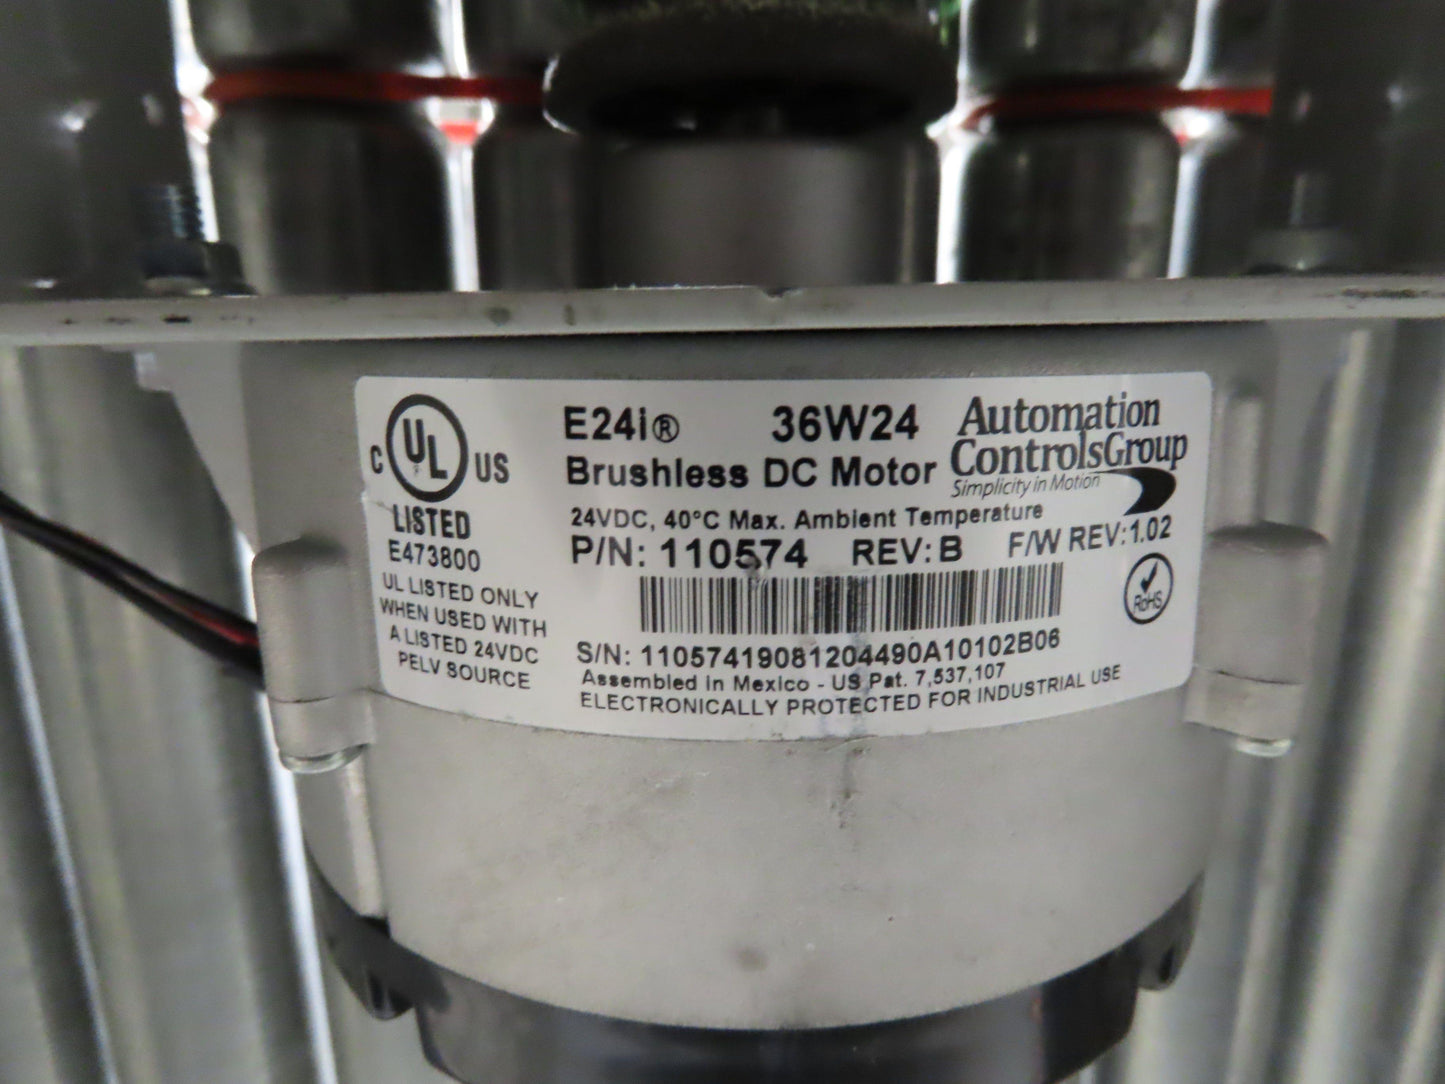 C UL US
LISTED
E473800
UL LISTED ONLY
WHEN USED WITH
A LISTED 24VDC
PELV SOURCE
E24i® 36W24
Brushless DC Motor
24VDC, 40°C Max. Ambient Temperature
P/N: 110574 REV: B F/W REV: 1.02
S/N: 11057419081204490A10102B06
Assembled in Mexico - US Pat. 7,537,107
ELECTRONICALLY PROTECTED FOR INDUSTRIAL USE
Automation
ControlsGroup
Simplicity in Motion
RoHS